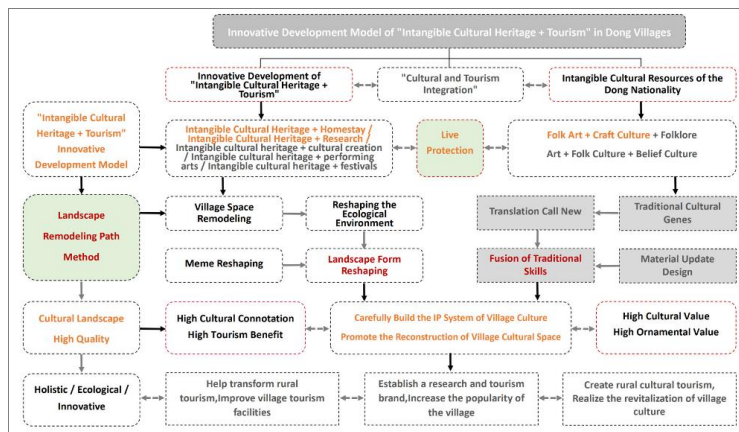 Innovative Development Model of "Intangible Cultural Heritage + Tourism" in Dong Villages
Innovative Development of
"Intangible Cultural Heritage +
Tourism"
"Cultural and Tourism
Integration"
Intangible Cultural Resources of the
Dong Nationality
"Intangible Cultural
Heritage + Tourism"
Innovative
Development Model
Intangible Cultural Heritage + Homestay /
Intangible Cultural Heritage + Research /
Intangible cultural heritage + cultural creation
/ Intangible cultural heritage + performing
arts / Intangible cultural heritage + festivals
Live
Protection
Folk Art + Craft Culture + Folklore
Art + Folk Culture + Belief Culture
Landscape
Remodeling Path
Method
Village Space
Remodeling
Reshaping the
Ecological
Environment
Translation Call New
Traditional Cultural
Genes
Meme Reshaping
Landscape Form
Reshaping
Fusion of Traditional
Skills
Material Update
Design
Cultural Landscape
High Quality
High Cultural Connotation
High Tourism Benefit
Carefully Build the IP System of Village Culture
Promote the Reconstruction of Village Cultural Space
High Cultural Value
High Ornamental Value
Holistic / Ecological /
Innovative
Help transform rural
tourism,Improve village tourism
facilities
Establish a research and tourism
brand,Increase the popularity of
the village
Create rural cultural tourism,
Realize the revitalization of village
culture